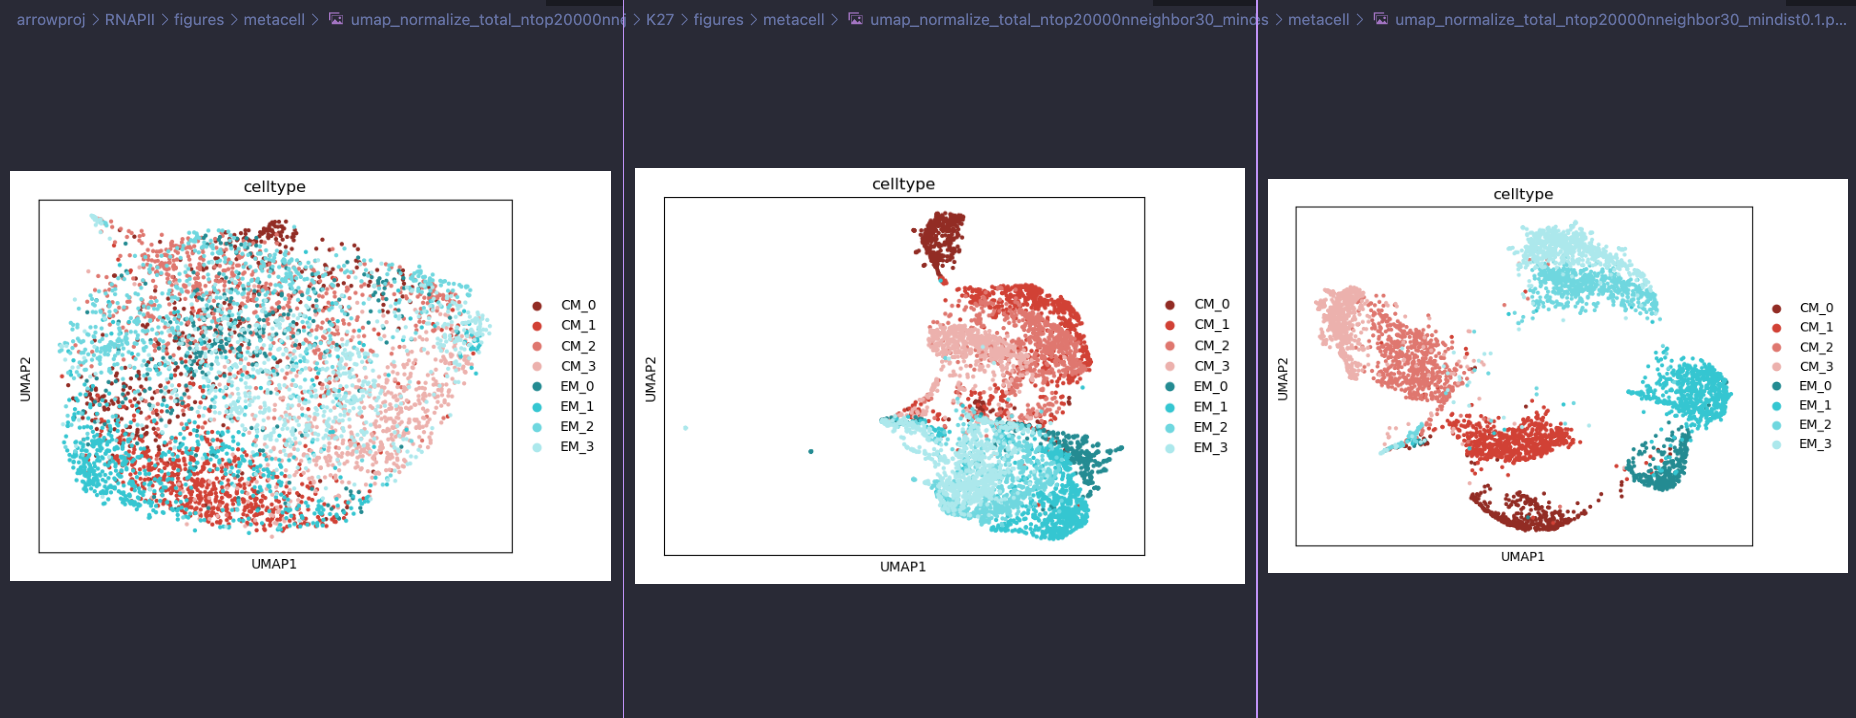 arrowproj > RNAPII > figures > metacell > umap_normalize_total_ntop20000nnei
K27 > figures > metacell > umap_normalize_total_ntop20000nneighbor30_mindis
metacell > umap_normalize_total_ntop20000nneighbor30_mindist0.1.p...
celltype
UMAP2
UMAP1
CM_0
CM_1
CM_2
CM_3
EM_0
EM_1
EM_2
EM_3
celltype
UMAP2
UMAP1
CM_0
CM_1
CM_2
CM_3
EM_0
EM_1
EM_2
EM_3
celltype
UMAP2
UMAP1
CM_0
CM_1
CM_2
CM_3
EM_0
EM_1
EM_2
EM_3